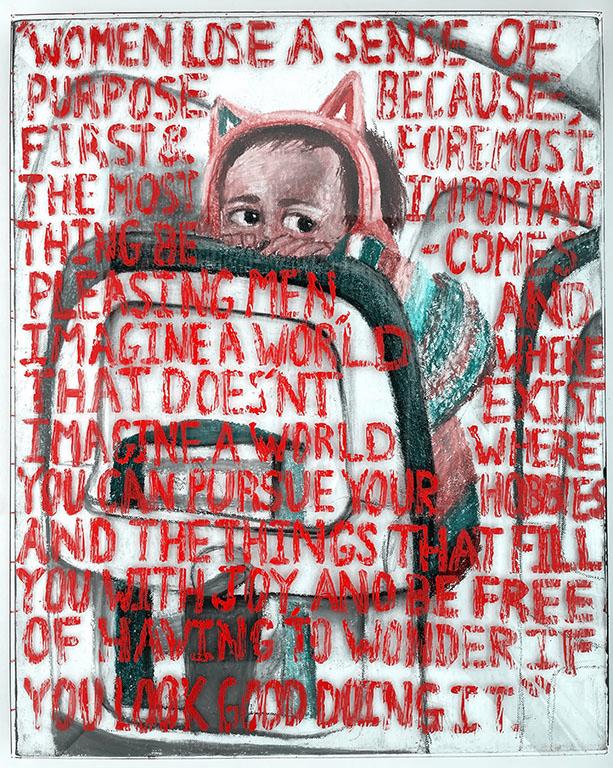 "WOMEN LOSE A SENSE OF
PURPOSE BECAUSE,
FIRST & FOREMOST,
THE MOST IMPORTANT
THING BE -COMES
PLEASING MEN, AND
IMAGINE A WORLD WHERE
THAT DOES'NT EXIST.
IMAGINE A WORLD WHERE
YOU CAN PURSUE YOUR HOBBIES
AND THE THINGS THAT FILL
YOU WITH JOY, AND BE FREE
OF HAVING TO WONDER IF
YOU LOOK GOOD DOING IT."